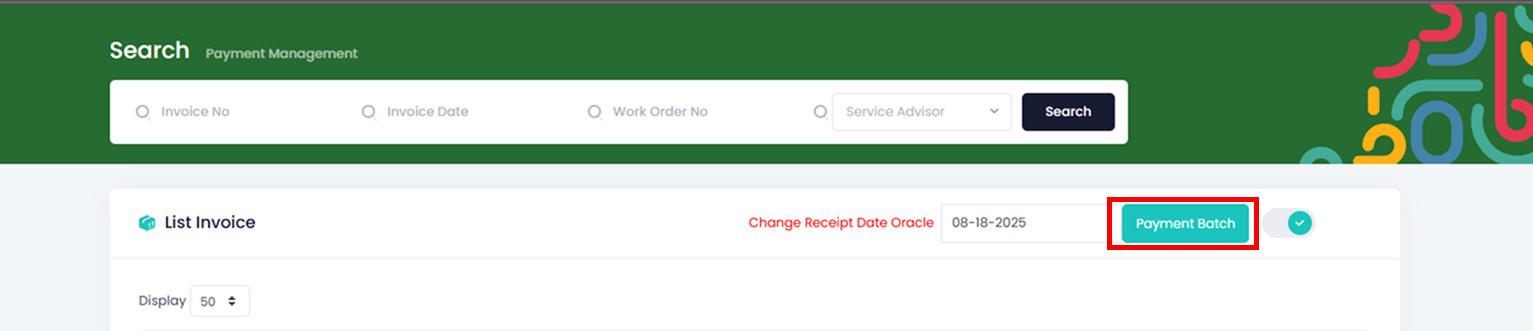 Search Payment Management
Invoice No Invoice Date Work Order No Service Advisor Search
List Invoice Change Receipt Date Oracle 08-18-2025 Payment Batch
Display 50